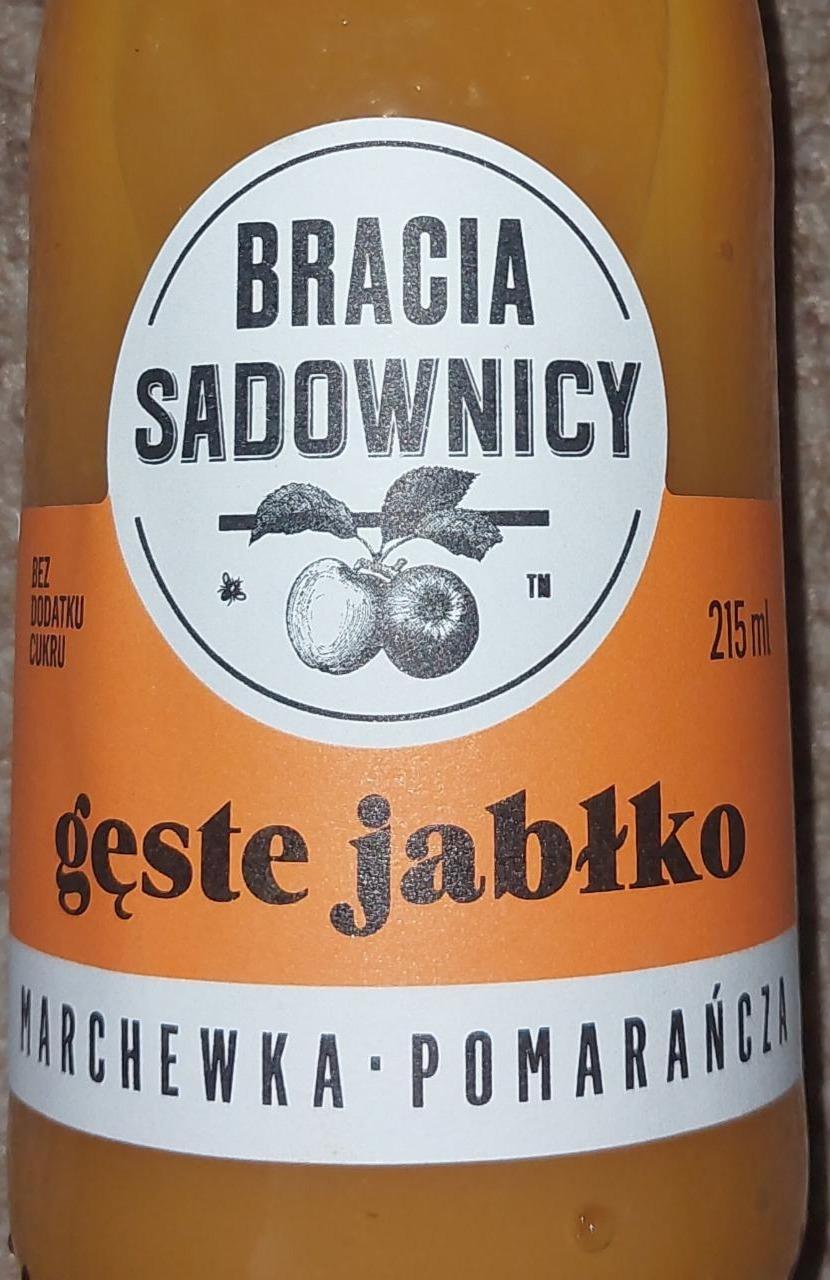 BRACIA
SADOWNICY
TM
BEZ
DODATKU
CUKRU
215 ml
gęste jabłko
MARCHEWKA · POMARAŃCZA